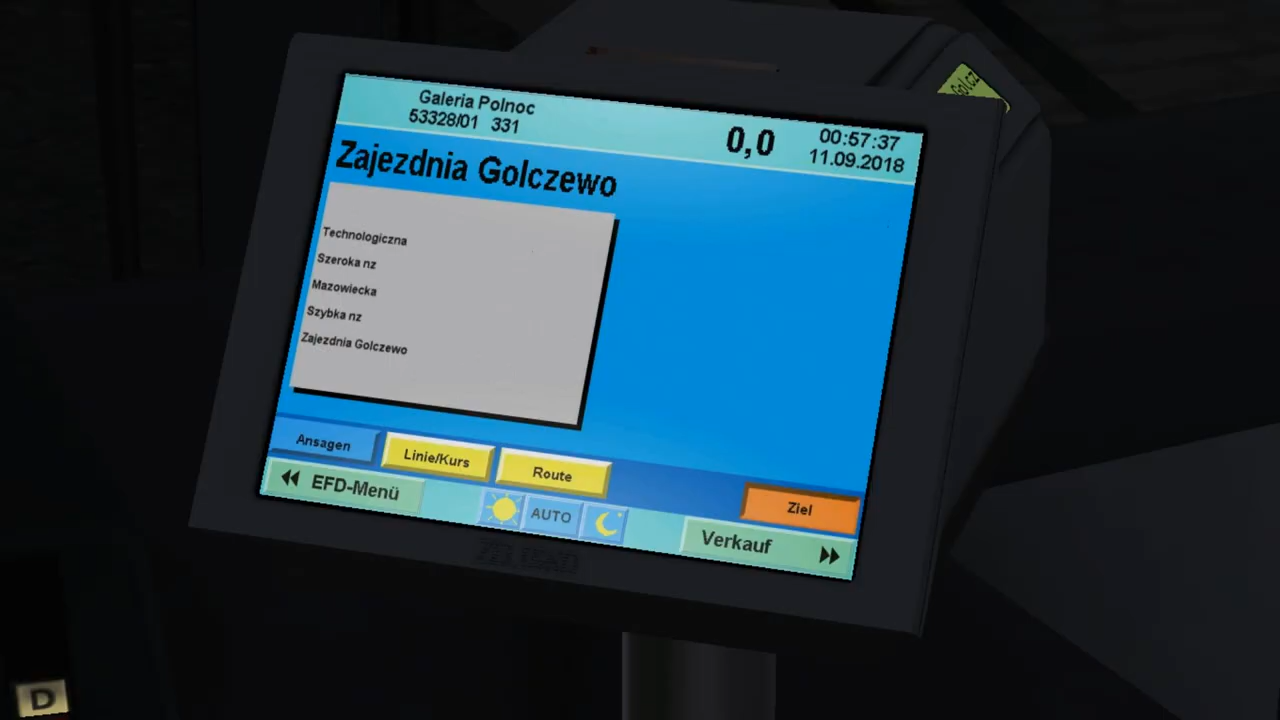 Galeria Polnoc
53328/01 331
0,0
00:57:37
11.09.2018
Zajezdnia Golczewo
Technologiczna
Szeroka nz
Mazowiecka
Szybka nz
Zajezdnia Golczewo
Ansagen
Linie/Kurs
Route
Ziel
EFD-Menü
AUTO
Verkauf
Golcz
D